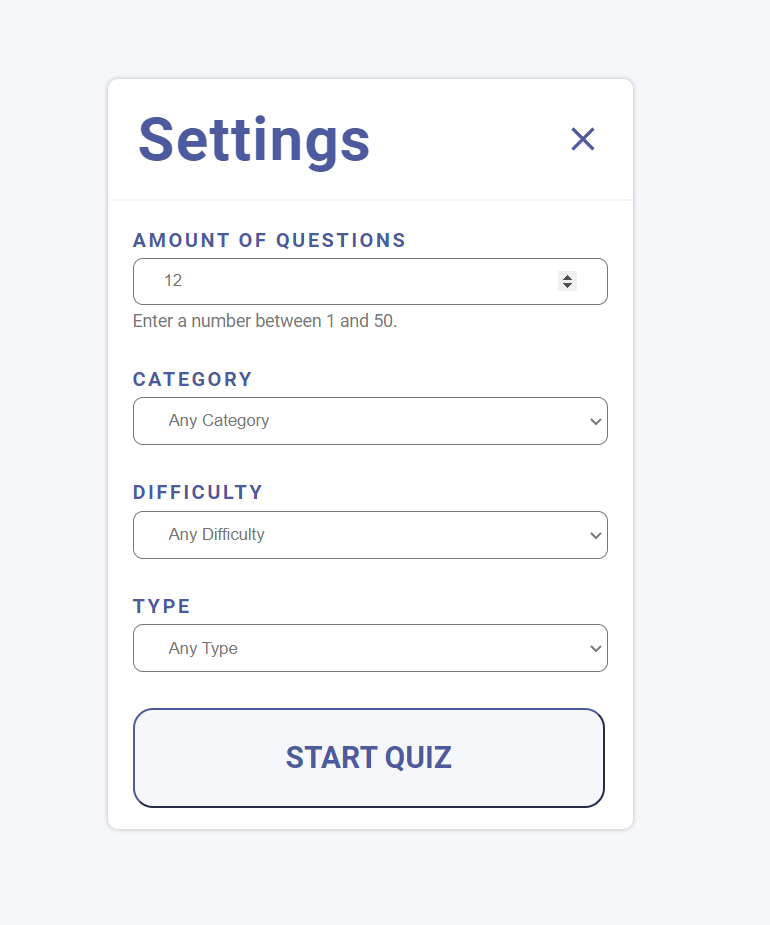 Settings
AMOUNT OF QUESTIONS
12
Enter a number between 1 and 50.
CATEGORY
Any Category
DIFFICULTY
Any Difficulty
TYPE
Any Type
START QUIZ